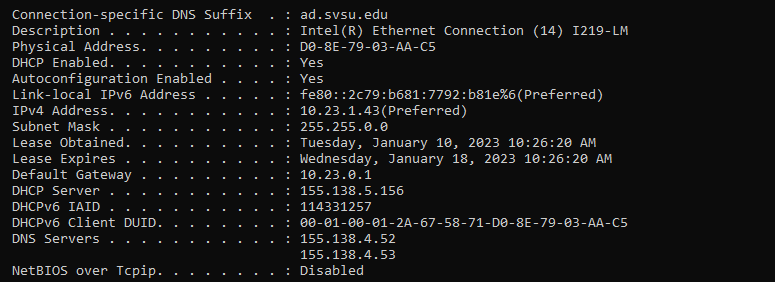 Connection-specific DNS Suffix  . : ad.svsu.edu
Description . . . . . . . . . . . : Intel(R) Ethernet Connection (14) I219-LM
Physical Address. . . . . . . . . : D0-8E-79-03-AA-C5
DHCP Enabled. . . . . . . . . . . : Yes
Autoconfiguration Enabled . . . . : Yes
Link-local IPv6 Address . . . . . : fe80::2c79:b681:7792:b81e%6(Preferred)
IPv4 Address. . . . . . . . . . . : 10.23.1.43(Preferred)
Subnet Mask . . . . . . . . . . . : 255.255.0.0
Lease Obtained. . . . . . . . . . : Tuesday, January 10, 2023 10:26:20 AM
Lease Expires . . . . . . . . . . : Wednesday, January 18, 2023 10:26:20 AM
Default Gateway . . . . . . . . . : 10.23.0.1
DHCP Server . . . . . . . . . . . : 155.138.5.156
DHCPv6 IAID . . . . . . . . . . . : 114331257
DHCPv6 Client DUID. . . . . . . . : 00-01-00-01-2A-67-58-71-D0-8E-79-03-AA-C5
DNS Servers . . . . . . . . . . . : 155.138.4.52
155.138.4.53
NetBIOS over Tcpip. . . . . . . . : Disabled